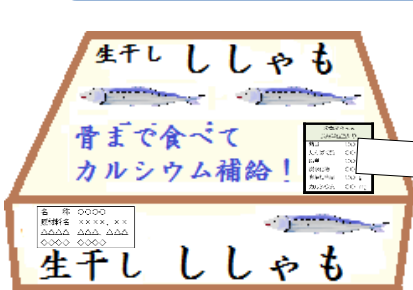 生干し ししゃも
骨まで食べて
カルシウム補給!
名 称 ○○○○
原材料名 ××××、××
△△△△ △△△、△△△
◇◇◇◇ ◇◇◇◇
生干し ししゃも